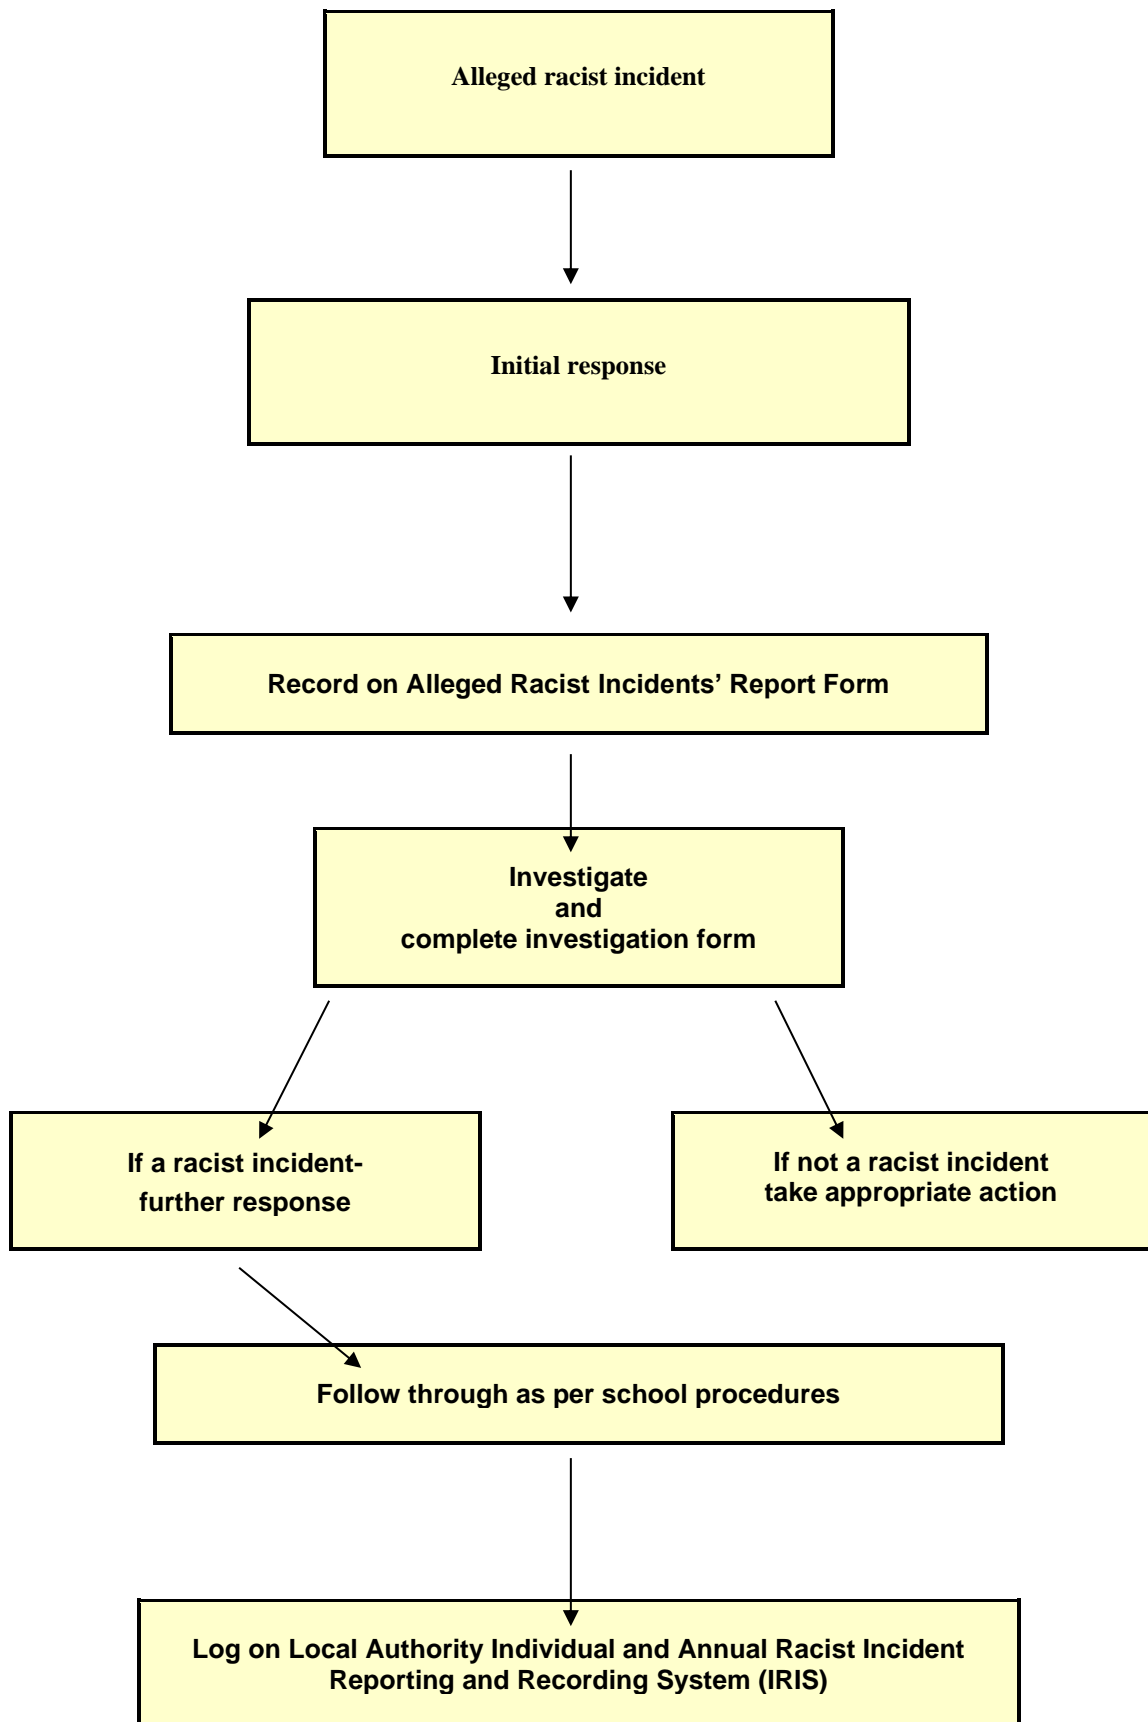 Alleged racist incident
Initial response
Record on Alleged Racist Incidents’ Report Form
Investigate
and
complete investigation form
If a racist incident-
further response
If not a racist incident
take appropriate action
Follow through as per school procedures
Log on Local Authority Individual and Annual Racist Incident
Reporting and Recording System (IRIS)